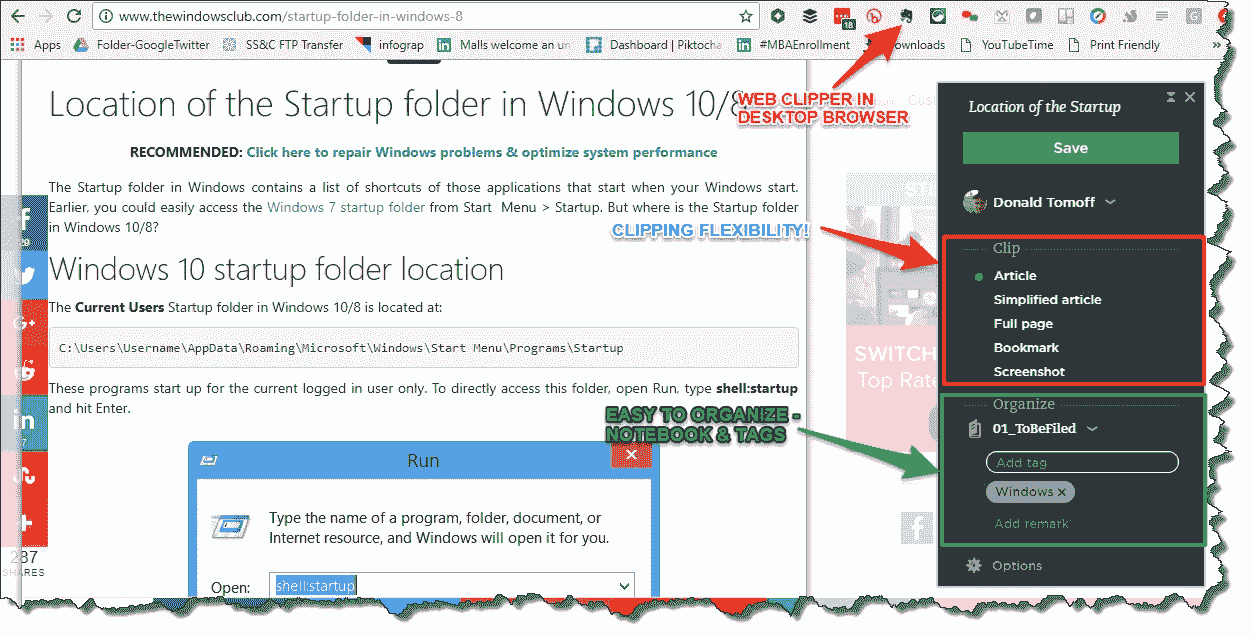 www.thewindowsclub.com/startup-folder-in-windows-8
18
Apps Folder-GoogleTwitter SS&C FTP Transfer infograp Malls welcome an un Dashboard | Piktocha #MBAEnrollment ownloads YouTubeTime Print Friendly »
Location of the Startup folder in Windows 10/8
WEB CLIPPER IN
DESKTOP BROWSER
RECOMMENDED: Click here to repair Windows problems & optimize system performance
The Startup folder in Windows contains a list of shortcuts of those applications that start when your Windows start.
Earlier, you could easily access the Windows 7 startup folder from Start Menu > Startup. But where is the Startup folder
in Windows 10/8?
CLIPPING FLEXIBILITY!
Windows 10 startup folder location
The Current Users Startup folder in Windows 10/8 is located at:
C:\Users\Username\AppData\Roaming\Microsoft\Windows\Start Menu\Programs\Startup
These programs start up for the current logged in user only. To directly access this folder, open Run, type shell:startup
and hit Enter.
EASY TO ORGANIZE -
NOTEBOOK & TAGS
Run
Type the name of a program, folder, document, or
Internet resource, and Windows will open it for you.
Open: shell:startup
287
SHARES
SWITCH
Top Rate
Location of the Startup
Save
Donald Tomoff
Clip
Article
Simplified article
Full page
Bookmark
Screenshot
Organize
01_ToBeFiled
Add tag
Windows ×
Add remark
Options